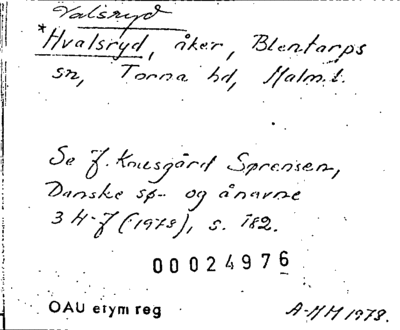 Valsryd
*Hvalsryd, åker, Blentarps
sn, Torna hd, Malm. l.
Se J. Kousgård Sørensen,
Danske sø- og ånavne
3 H-J (1978), s. 182.
00024976
OAU etym reg
A-HM 1978.